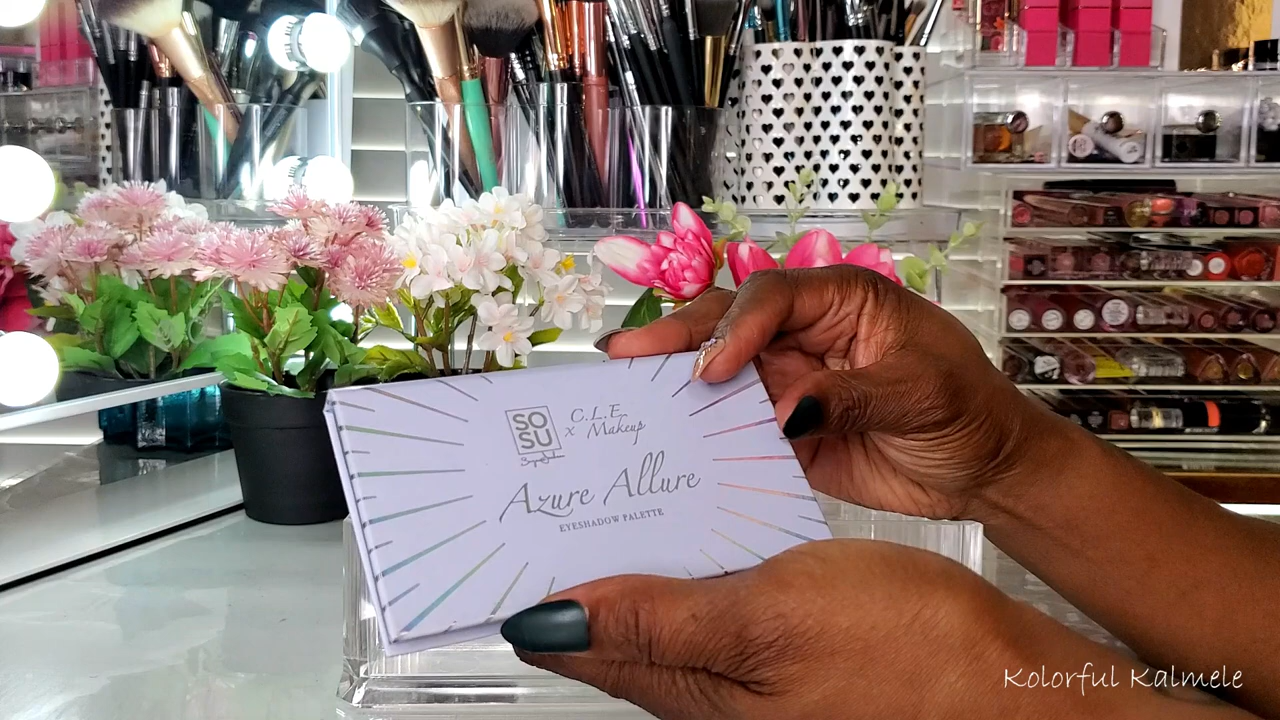 SO
SU
C.L.E.
x Makeup
Azure Allure
EYESHADOW PALETTE
Kolorful Kalmele